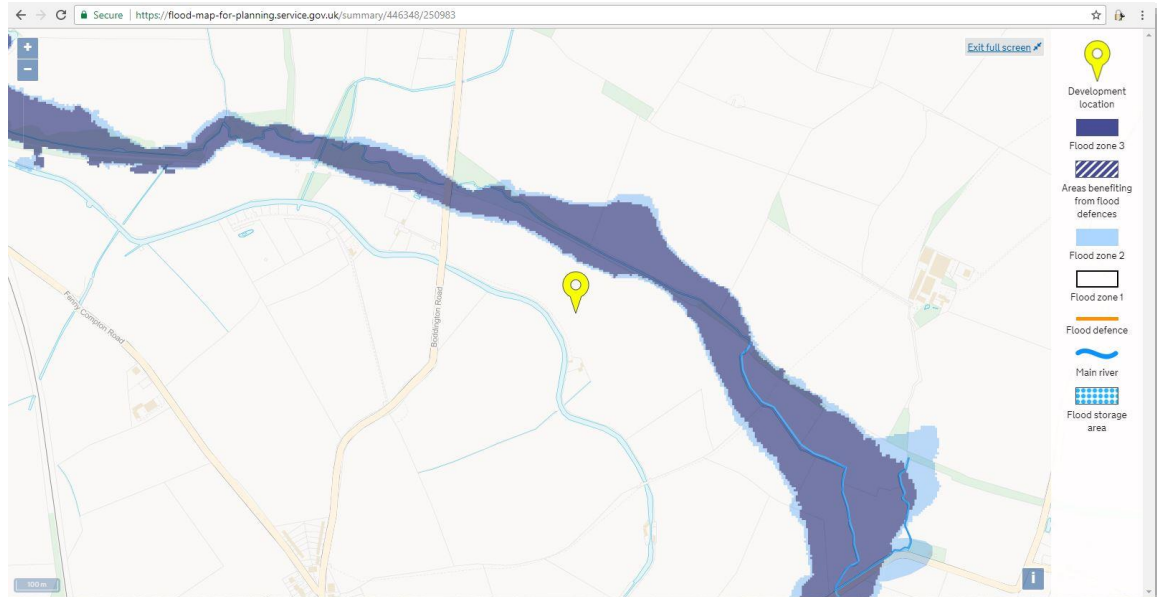 Secure | https://flood-map-for-planning.service.gov.uk/summary/446348/250983
+
−
Exit full screen
Development
location
Flood zone 3
Areas benefiting
from flood
defences
Flood zone 2
Flood zone 1
Flood defence
Main river
Flood storage
area
Fenny Compton Road
Boddington Road
100 m
i